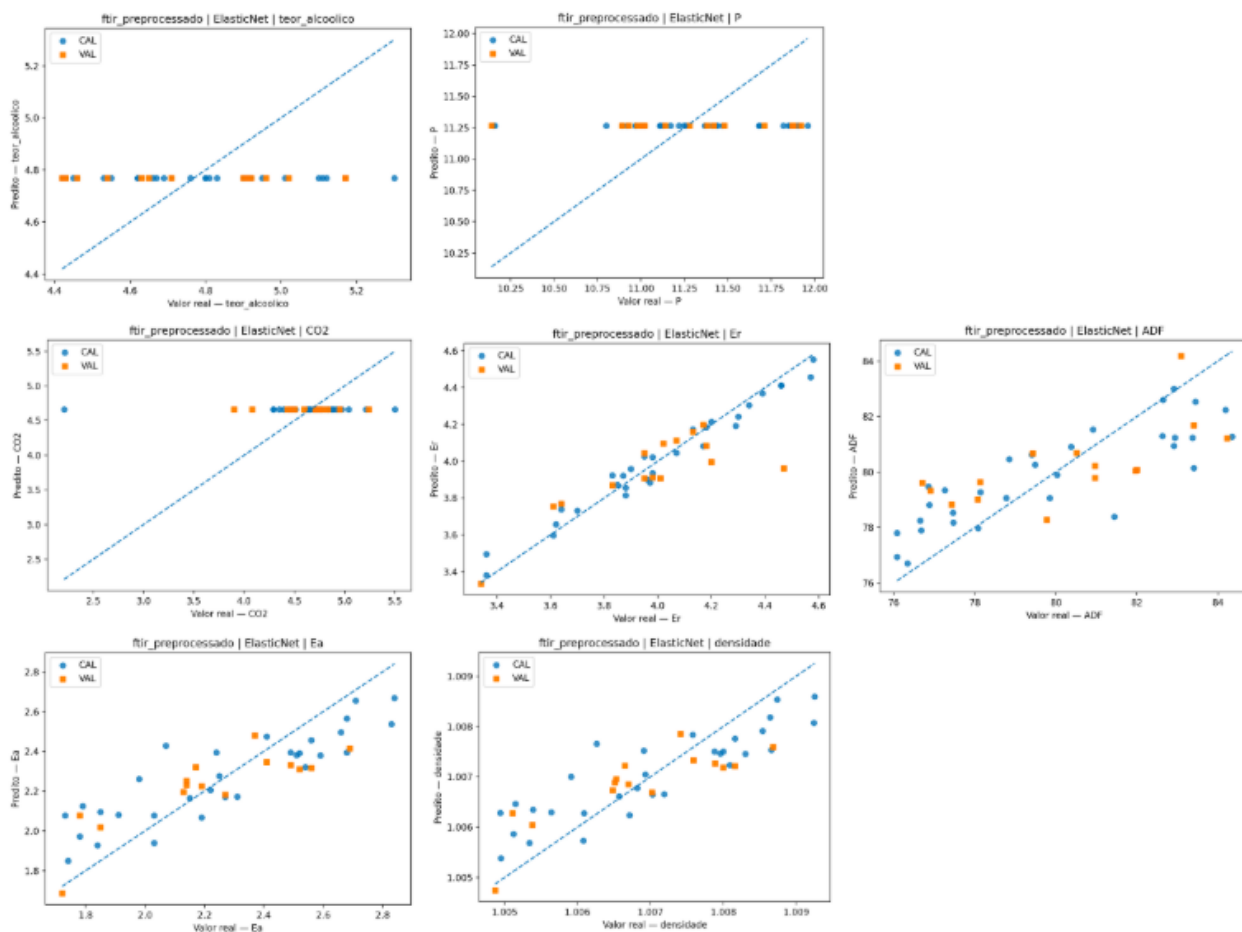 ftir_preprocessado | ElasticNet | teor_alcoolico
CAL
VAL
Predito — teor_alcoolico
5.2
5.0
4.8
4.6
4.4
4.4 4.6 4.8 5.0 5.2
Valor real — teor_alcoolico
ftir_preprocessado | ElasticNet | P
CAL
VAL
Predito — P
12.00
11.75
11.50
11.25
11.00
10.75
10.50
10.25
10.25 10.50 10.75 11.00 11.25 11.50 11.75 12.00
Valor real — P
ftir_preprocessado | ElasticNet | CO2
CAL
VAL
Predito — CO2
5.5
5.0
4.5
4.0
3.5
3.0
2.5
2.5 3.0 3.5 4.0 4.5 5.0 5.5
Valor real — CO2
ftir_preprocessado | ElasticNet | Er
CAL
VAL
Predito — Er
4.6
4.4
4.2
4.0
3.8
3.6
3.4
3.4 3.6 3.8 4.0 4.2 4.4 4.6
Valor real — Er
ftir_preprocessado | ElasticNet | ADF
CAL
VAL
Predito — ADF
84
82
80
78
76
76 78 80 82 84
Valor real — ADF
ftir_preprocessado | ElasticNet | Ea
CAL
VAL
Predito — Ea
2.8
2.6
2.4
2.2
2.0
1.8
1.8 2.0 2.2 2.4 2.6 2.8
Valor real — Ea
ftir_preprocessado | ElasticNet | densidade
CAL
VAL
Predito — densidade
1.009
1.008
1.007
1.006
1.005
1.005 1.006 1.007 1.008 1.009
Valor real — densidade